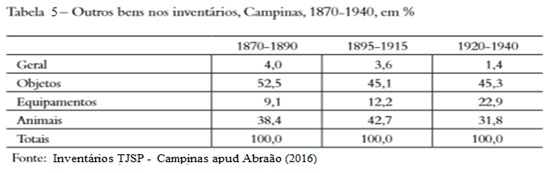 Tabela 5 – Outros bens nos inventários, Campinas, 1870-1940, em %
1870-1890 1895-1915 1920-1940
Geral 4,0 3,6 1,4
Objetos 52,5 45,1 45,3
Equipamentos 9,1 12,2 22,9
Animais 38,4 42,7 31,8
Totais 100,0 100,0 100,0
Fonte: Inventários TJSP - Campinas apud Abraão (2016)